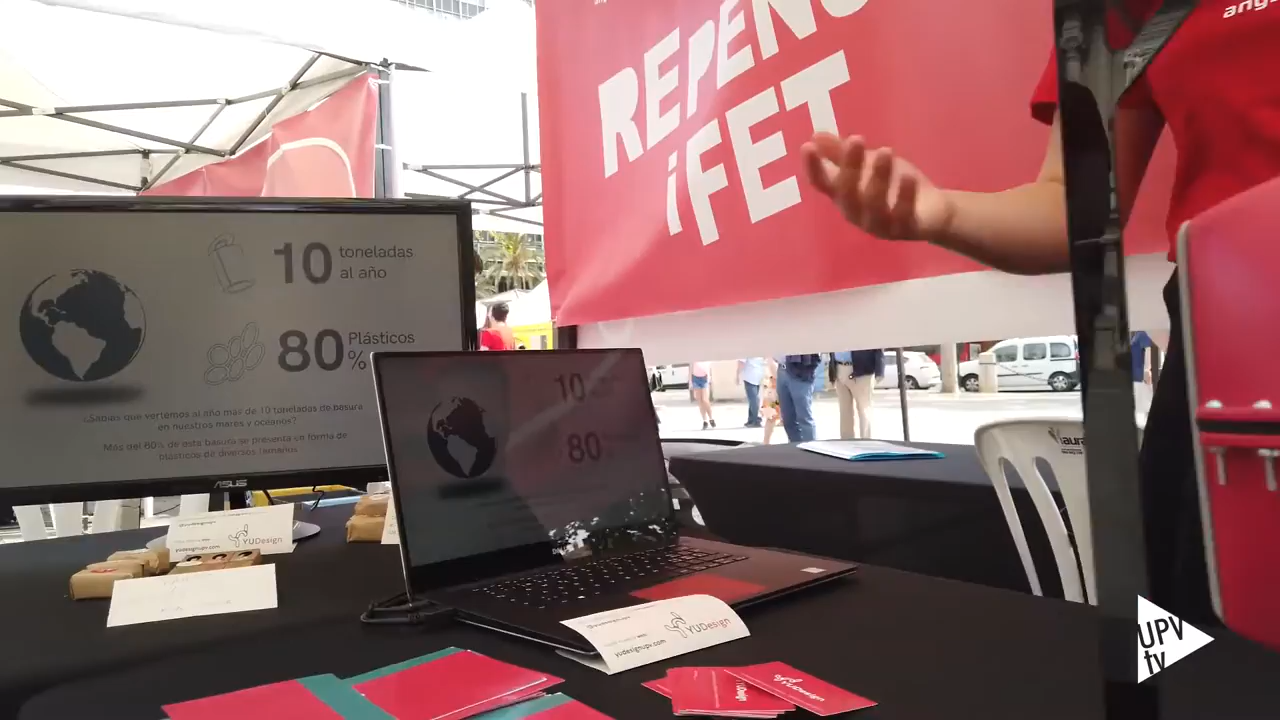 REPENS
iFET
10 toneladas
al año
80 Plásticos
%
¿Sabías que vertemos al año más de 10 toneladas de basura
en nuestros mares y océanos?
Más del 80% de esta basura se presenta en forma de
plásticos de diversos tamaños
ASUS
YUDesign
yudesignupv.com
10
80
YUDesign
yudesignupv.com
YUDesign
UPV
tv